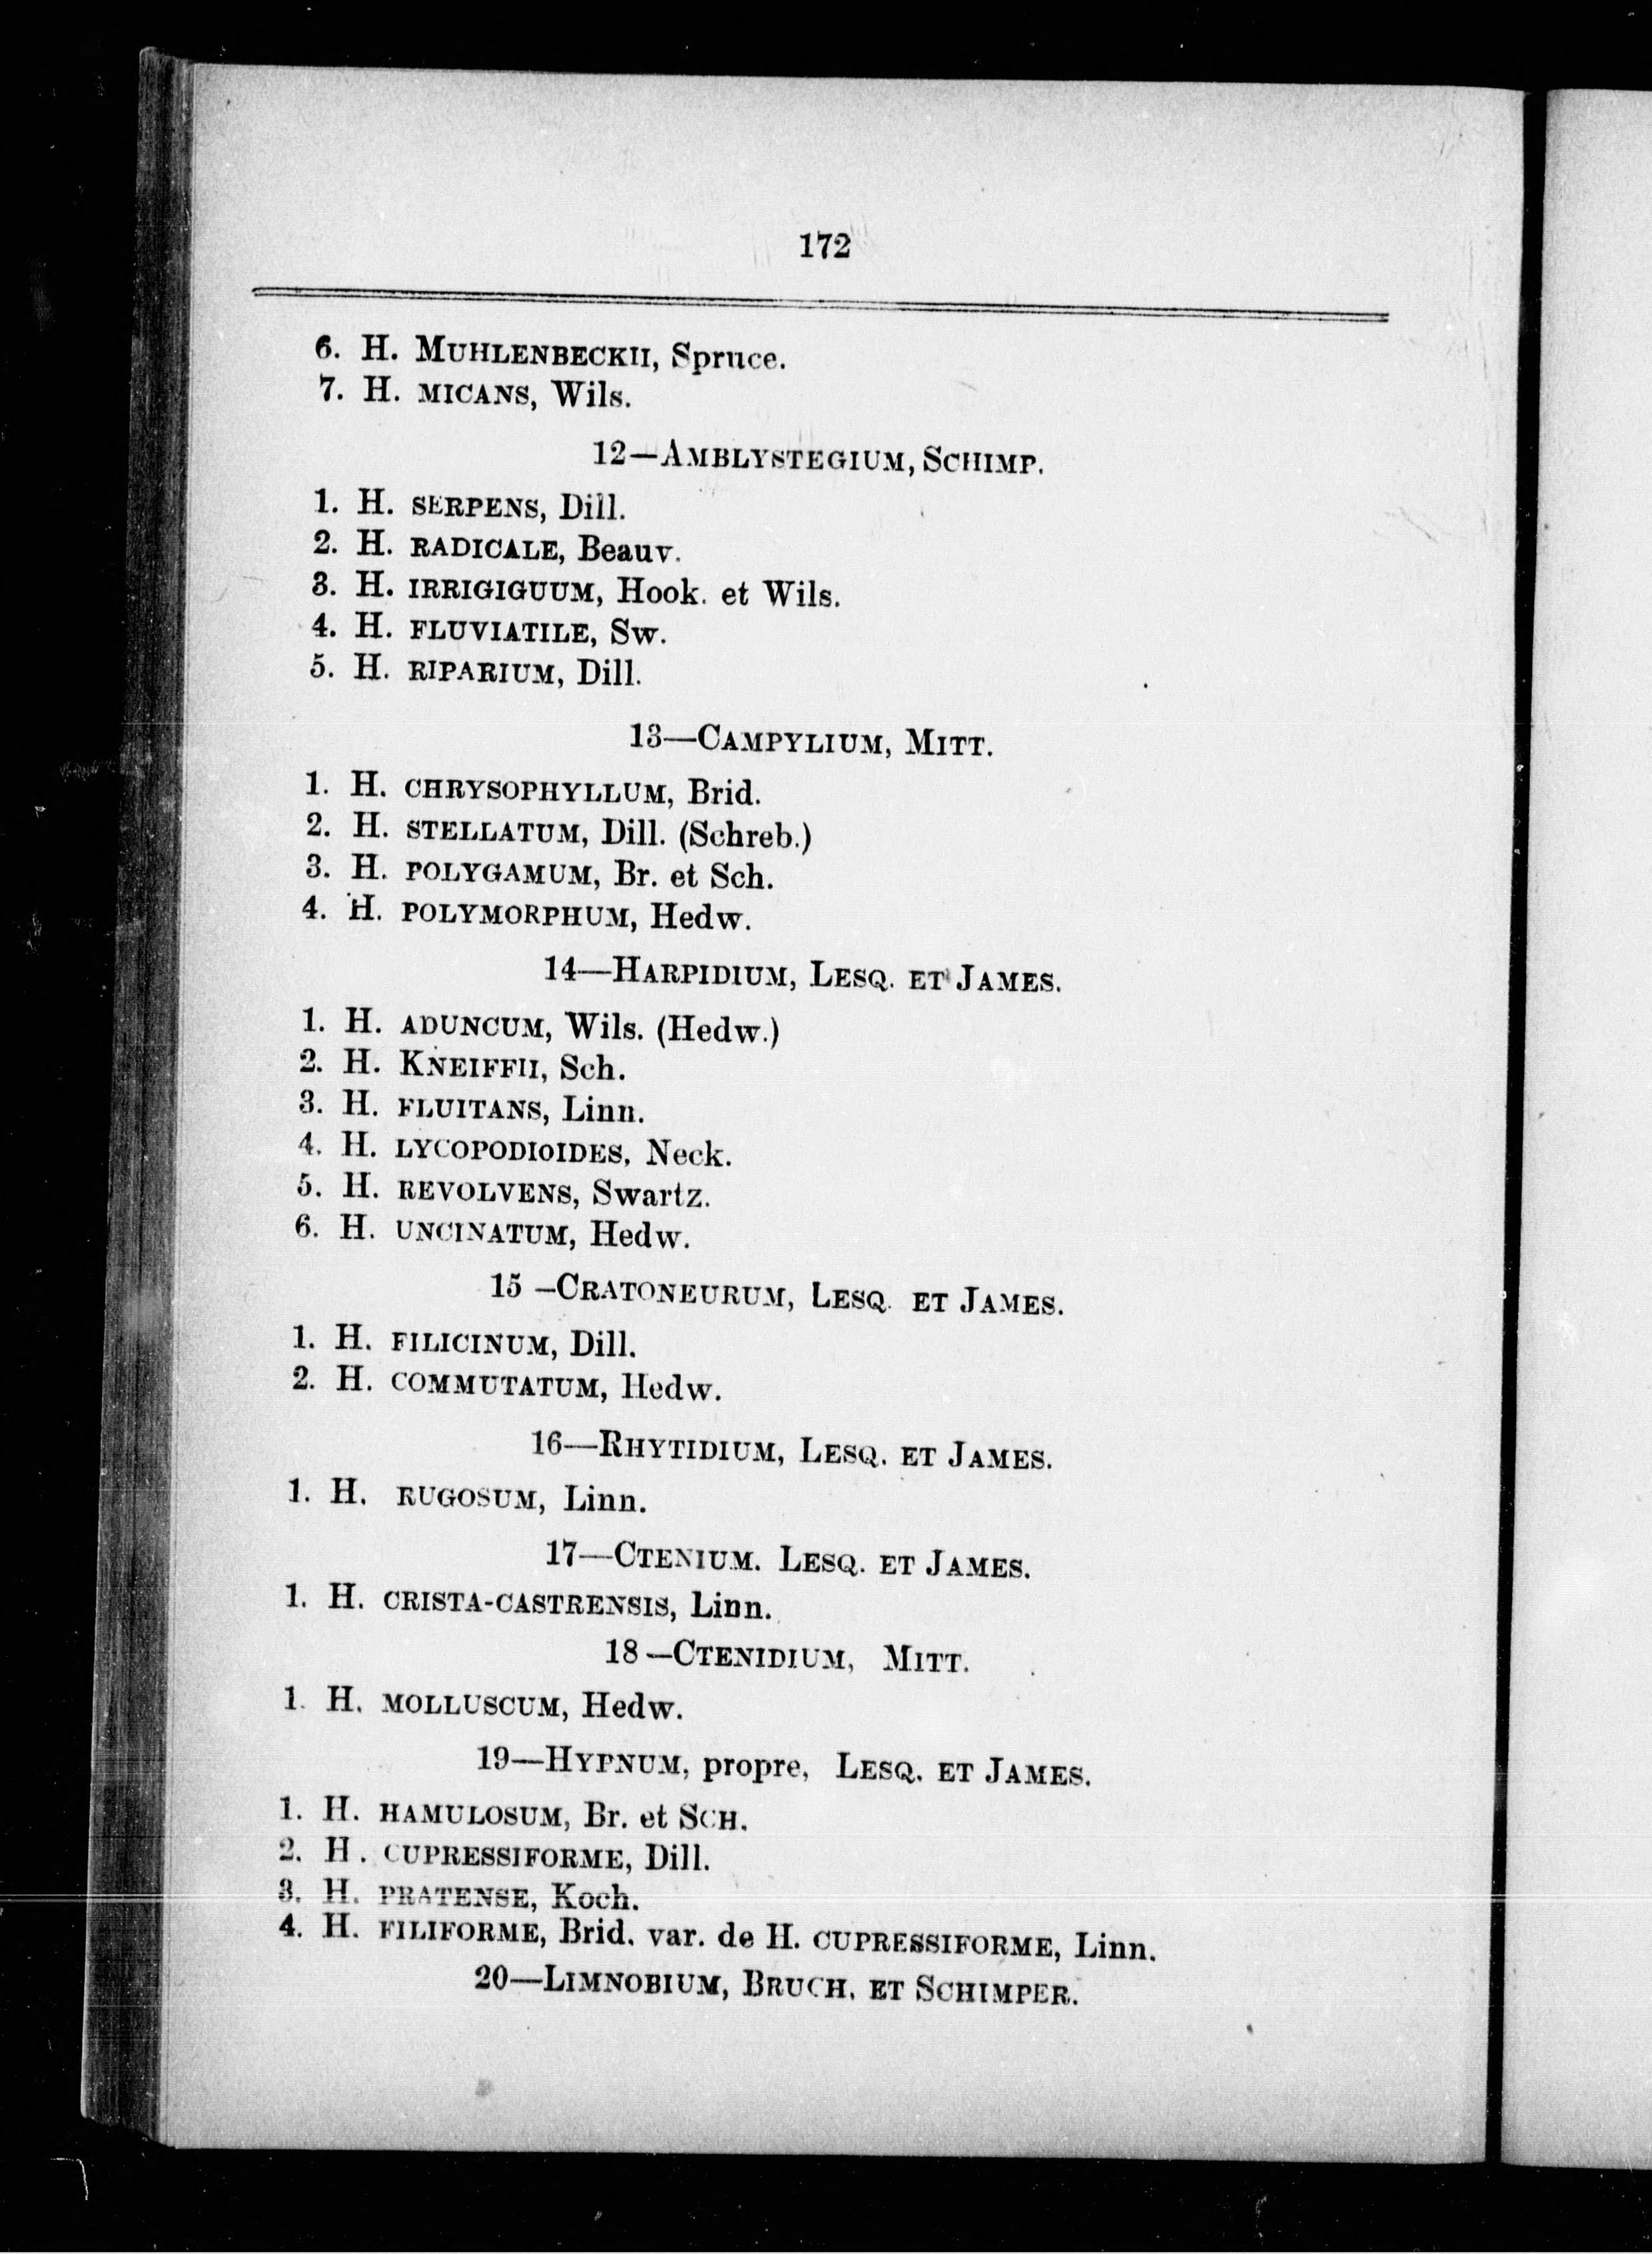 172
6. H. MUHLENBECKII, Spruce.
7. H. MICANS, Wils.
12—AMBLYSTEGIUM, SCHIMP.
1. H. SERPENS, Dill.
2. H. RADICALE, Beauv.
3. H. IRRIGIGUUM, Hook. et Wils.
4. H. FLUVIATILE, Sw.
5. H. RIPARIUM, Dill.
13—CAMPYLIUM, MITT.
1. H. CHRYSOPHYLLUM, Brid.
2. H. STELLATUM, Dill. (Schreb.)
3. H. POLYGAMUM, Br. et Sch.
4. H. POLYMORPHUM, Hedw.
14—HARPIDIUM, LESQ. ET JAMES.
1. H. ADUNCUM, Wils. (Hedw.)
2. H. KNEIFFII, Sch.
3. H. FLUITANS, Linn.
4. H. LYCOPODIOIDES, Neck.
5. H. REVOLVENS, Swartz.
6. H. UNCINATUM, Hedw.
15 —CRATONEURUM, LESQ. ET JAMES.
1. H. FILICINUM, Dill.
2. H. COMMUTATUM, Hedw.
16—RHYTIDIUM, LESQ. ET JAMES.
1. H. RUGOSUM, Linn.
17—CTENIUM. LESQ. ET JAMES.
1. H. CRISTA-CASTRENSIS, Linn.
18 —CTENIDIUM, MITT.
1. H. MOLLUSCUM, Hedw.
19—HYPNUM, propre, LESQ. ET JAMES.
1. H. HAMULOSUM, Br. et SCH.
2. H. CUPRESSIFORME, Dill.
3. H. PRATENSE, Koch.
4. H. FILIFORME, Brid. var. de H. CUPRESSIFORME, Linn.
20—LIMNOBIUM, BRUCH. ET SCHIMPER.